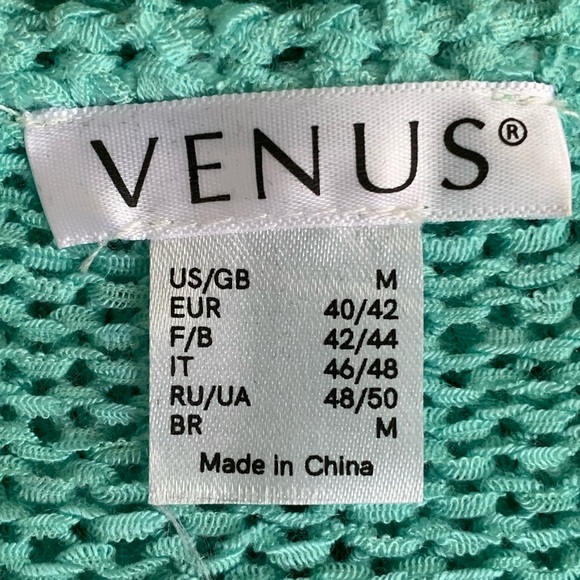 VENUS®
US/GB M
EUR 40/42
F/B 42/44
IT 46/48
RU/UA 48/50
BR M
Made in China